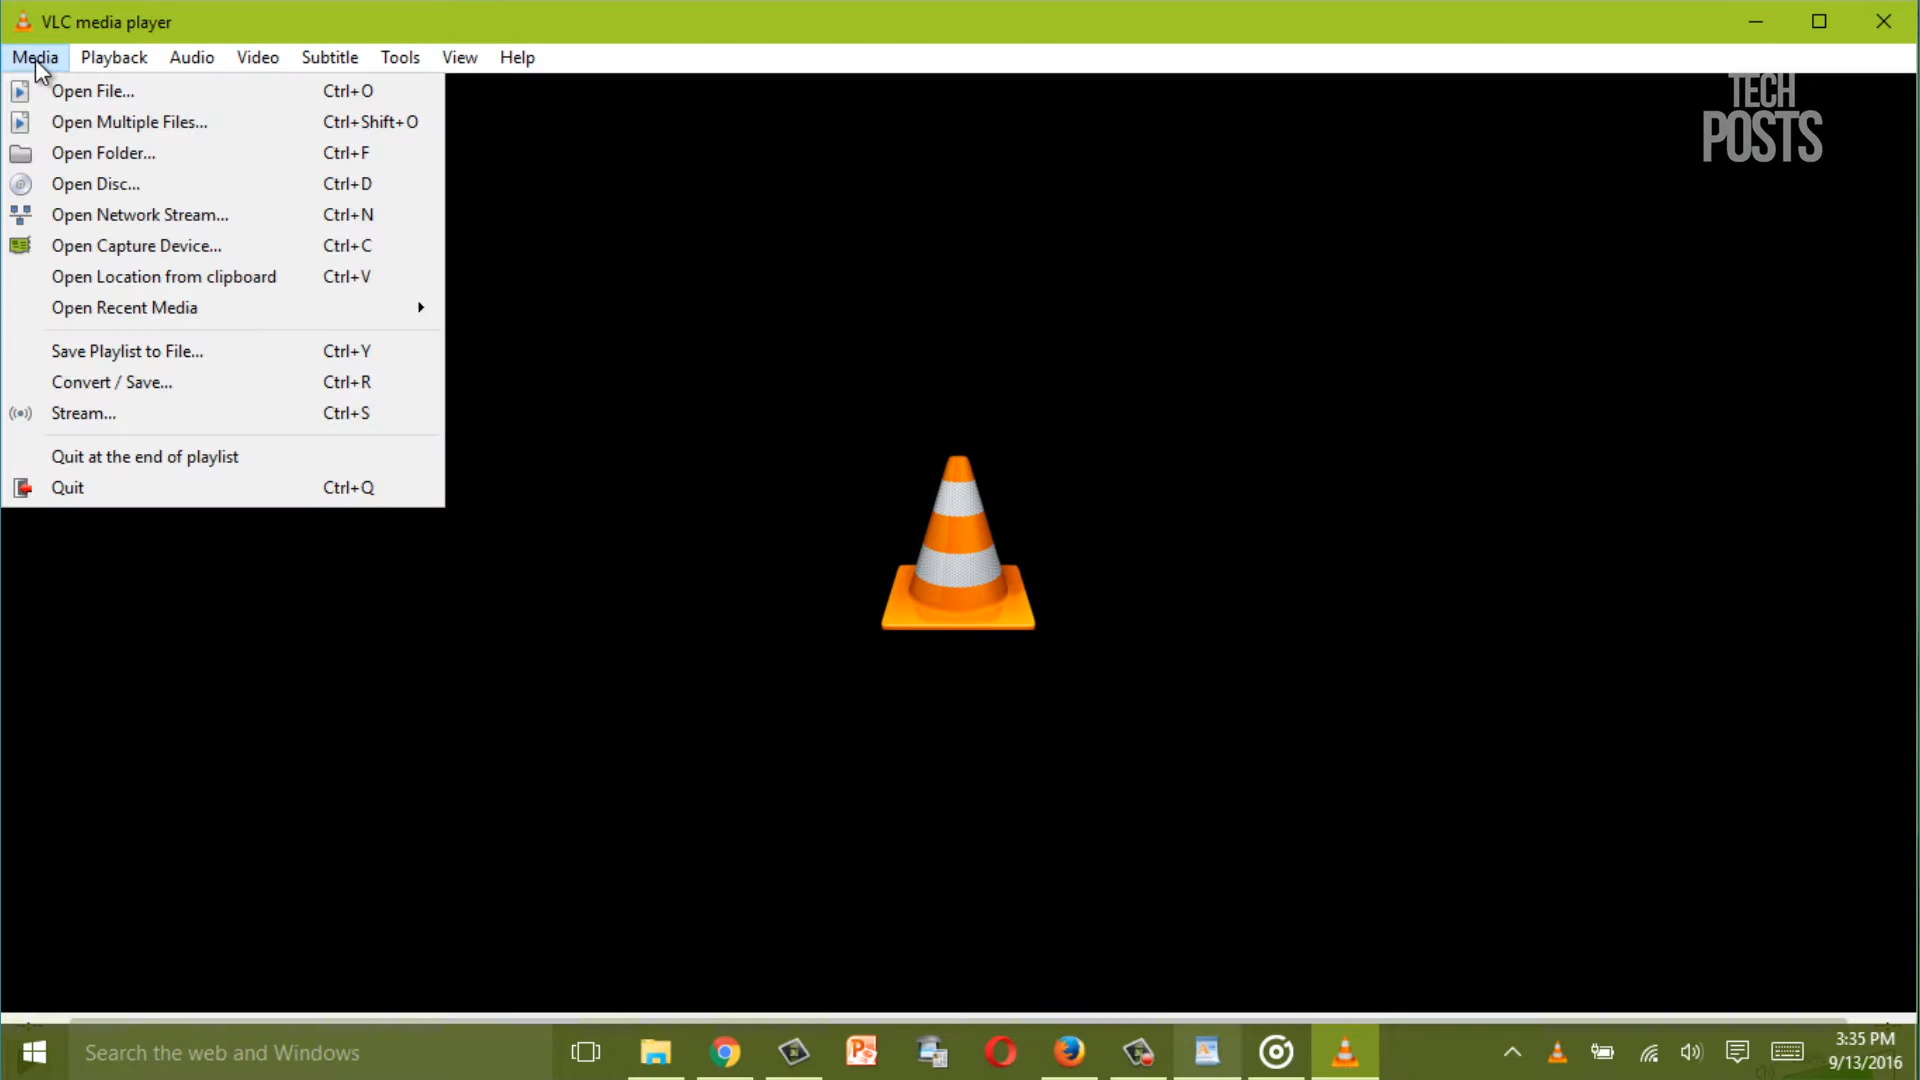 VLC media player
Media Playback Audio Video Subtitle Tools View Help
Open File... Ctrl+O
Open Multiple Files... Ctrl+Shift+O
Open Folder... Ctrl+F
Open Disc... Ctrl+D
Open Network Stream... Ctrl+N
Open Capture Device... Ctrl+C
Open Location from clipboard Ctrl+V
Open Recent Media
Save Playlist to File... Ctrl+Y
Convert / Save... Ctrl+R
Stream... Ctrl+S
Quit at the end of playlist
Quit Ctrl+Q
TECH
POSTS
Search the web and Windows
3:35 PM
9/13/2016